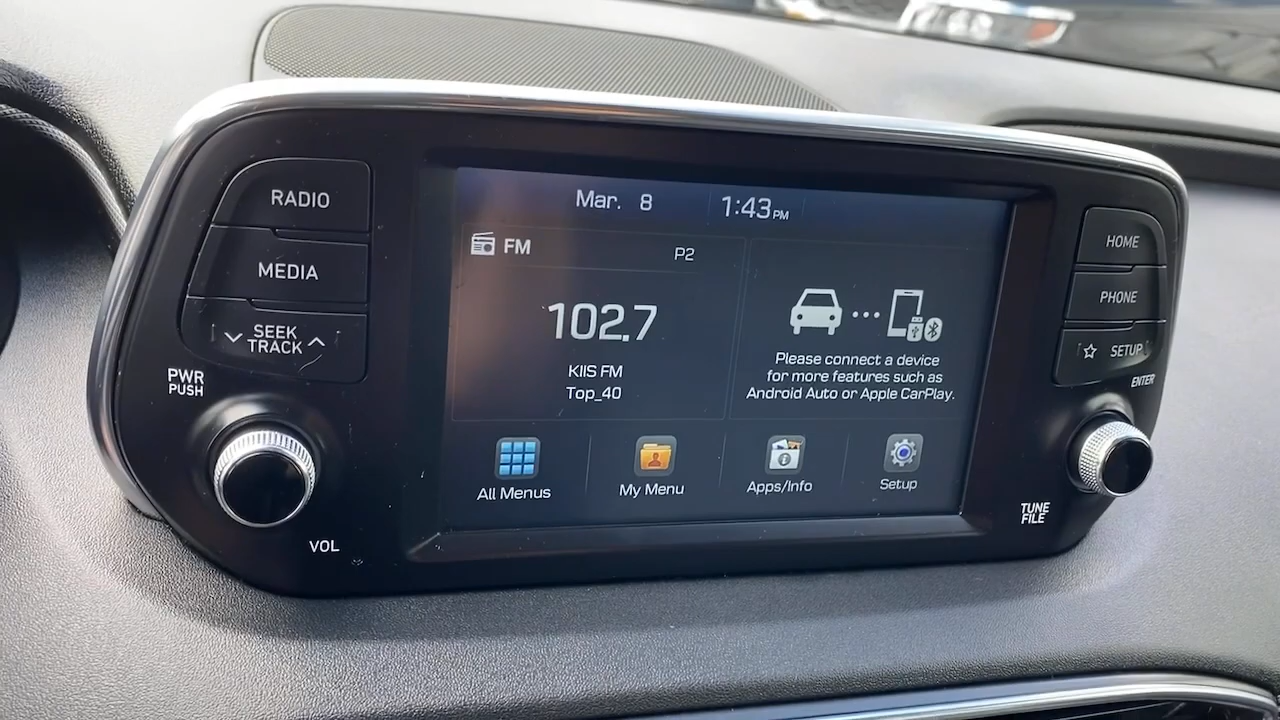 RADIO
MEDIA
SEEK
TRACK
PWR
PUSH
VOL
Mar. 8 1:43 PM
FM P2
102.7
KIIS FM
Top_40
Please connect a device
for more features such as
Android Auto or Apple CarPlay.
All Menus
My Menu
Apps/Info
Setup
HOME
PHONE
SETUP
ENTER
TUNE
FILE